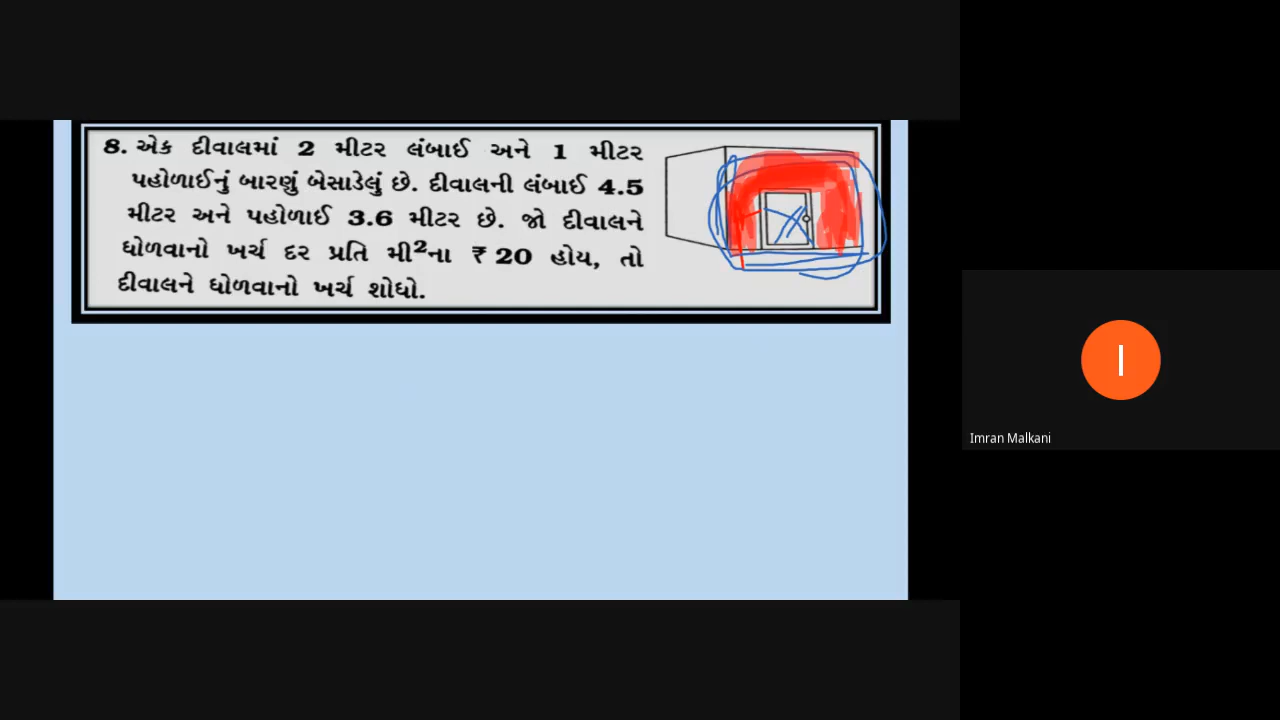 8. એક દીવાલમાં 2 મીટર લંબાઈ અને 1 મીટર
પહોળાઈનું બારણું બેસાડેલું છે. દીવાલની લંબાઈ 4.5
મીટર અને પહોળાઈ 3.6 મીટર છે. જો દીવાલને
ધોળવાનો ખર્ચ દર પ્રતિ મી²ના ₹ 20 હોય, તો
દીવાલને ધોળવાનો ખર્ચ શોધો.
I
Imran Malkani